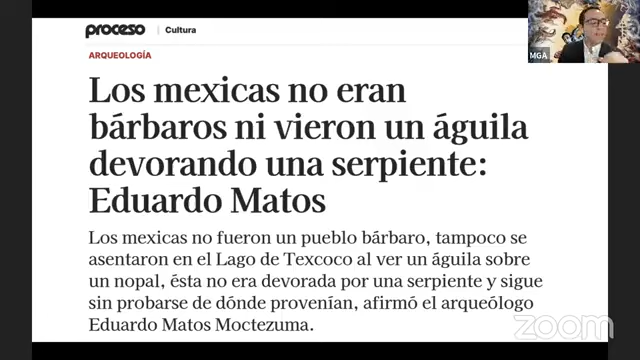 proceso | Cultura
ARQUEOLOGÍA
Los mexicas no eran
bárbaros ni vieron un águila
devorando una serpiente:
Eduardo Matos
Los mexicas no fueron un pueblo bárbaro, tampoco se
asentaron en el Lago de Texcoco al ver un águila sobre
un nopal, ésta no era devorada por una serpiente y sigue
sin probarse de dónde provenían, afirmó el arqueólogo
Eduardo Matos Moctezuma.
MGA
zoom